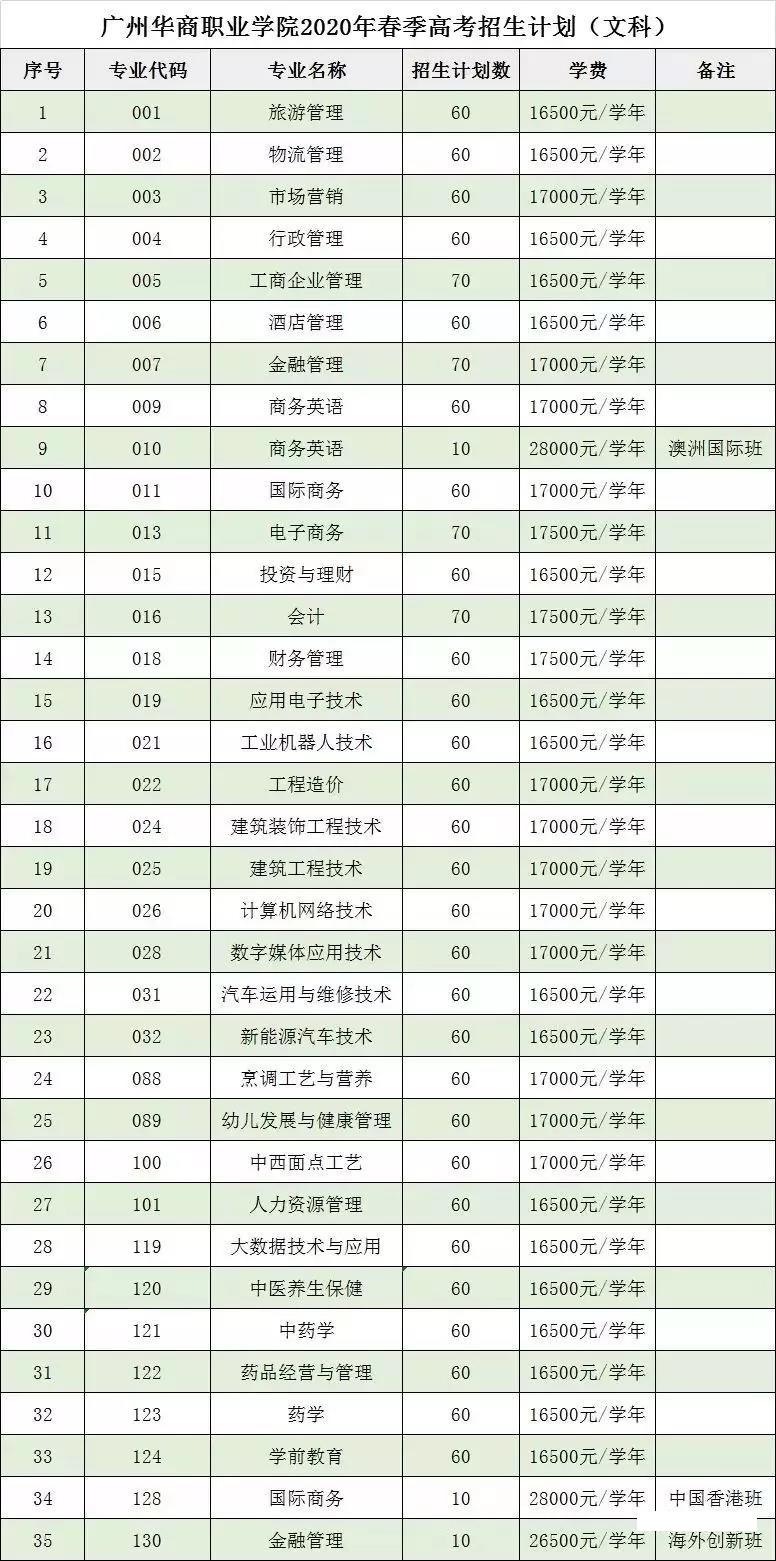 广州华商职业学院2020年春季高考招生计划（文科）
序号 专业代码 专业名称 招生计划数 学费 备注
1 001 旅游管理 60 16500元/学年
2 002 物流管理 60 16500元/学年
3 003 市场营销 60 17000元/学年
4 004 行政管理 60 16500元/学年
5 005 工商企业管理 70 16500元/学年
6 006 酒店管理 60 16500元/学年
7 007 金融管理 70 17000元/学年
8 009 商务英语 60 17000元/学年
9 010 商务英语 10 28000元/学年 澳洲国际班
10 011 国际商务 60 17000元/学年
11 013 电子商务 70 17500元/学年
12 015 投资与理财 60 16500元/学年
13 016 会计 70 17500元/学年
14 018 财务管理 60 17500元/学年
15 019 应用电子技术 60 16500元/学年
16 021 工业机器人技术 60 16500元/学年
17 022 工程造价 60 17000元/学年
18 024 建筑装饰工程技术 60 17000元/学年
19 025 建筑工程技术 60 17000元/学年
20 026 计算机网络技术 60 17000元/学年
21 028 数字媒体应用技术 60 17000元/学年
22 031 汽车运用与维修技术 60 16500元/学年
23 032 新能源汽车技术 60 16500元/学年
24 088 烹调工艺与营养 60 17000元/学年
25 089 幼儿发展与健康管理 60 17000元/学年
26 100 中西面点工艺 60 17000元/学年
27 101 人力资源管理 60 16500元/学年
28 119 大数据技术与应用 60 16500元/学年
29 120 中医养生保健 60 16500元/学年
30 121 中药学 60 16500元/学年
31 122 药品经营与管理 60 16500元/学年
32 123 药学 60 16500元/学年
33 124 学前教育 60 16500元/学年
34 128 国际商务 10 28000元/学年 中国香港班
35 130 金融管理 10 26500元/学年 海外创新班